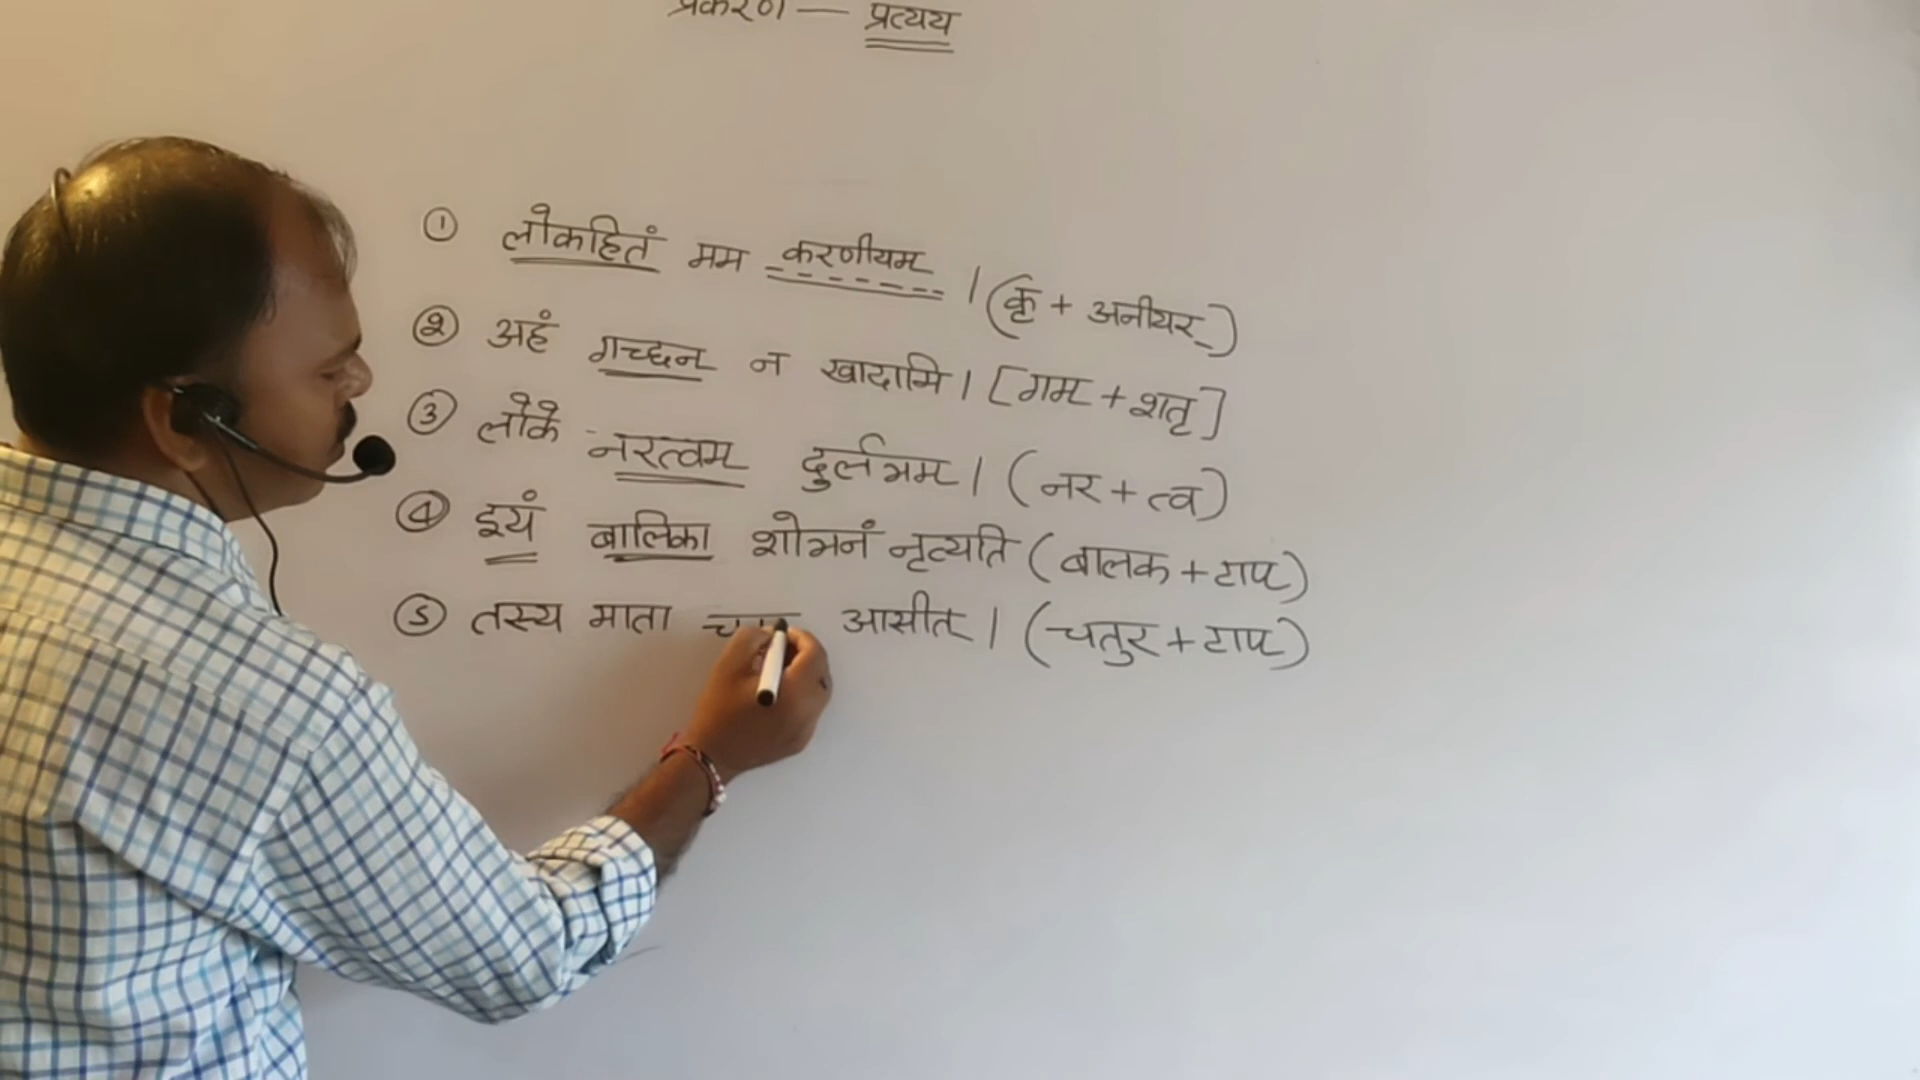 प्रकरण — प्रत्यय
① लोकहितं मम करणीयम् । (कृ + अनीयर्)
② अहं गच्छन् न खादामि । [गम् + शतृ]
③ लोके नरत्वम् दुर्लभम् । (नर + त्व)
④ इयं बालिका शोभनं नृत्यति (बालक + टाप्)
⑤ तस्य माता आसीत् । (चतुर + टाप्)